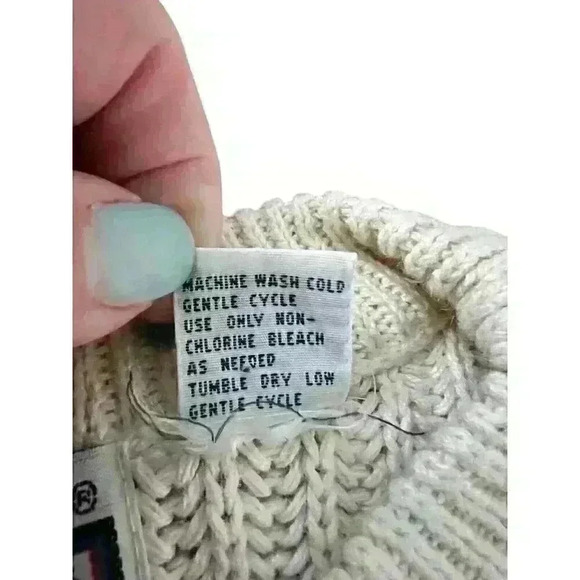 MACHINE WASH COLD
GENTLE CYCLE
USE ONLY NON-
CHLORINE BLEACH
AS NEEDED
TUMBLE DRY LOW
GENTLE CYCLE
®